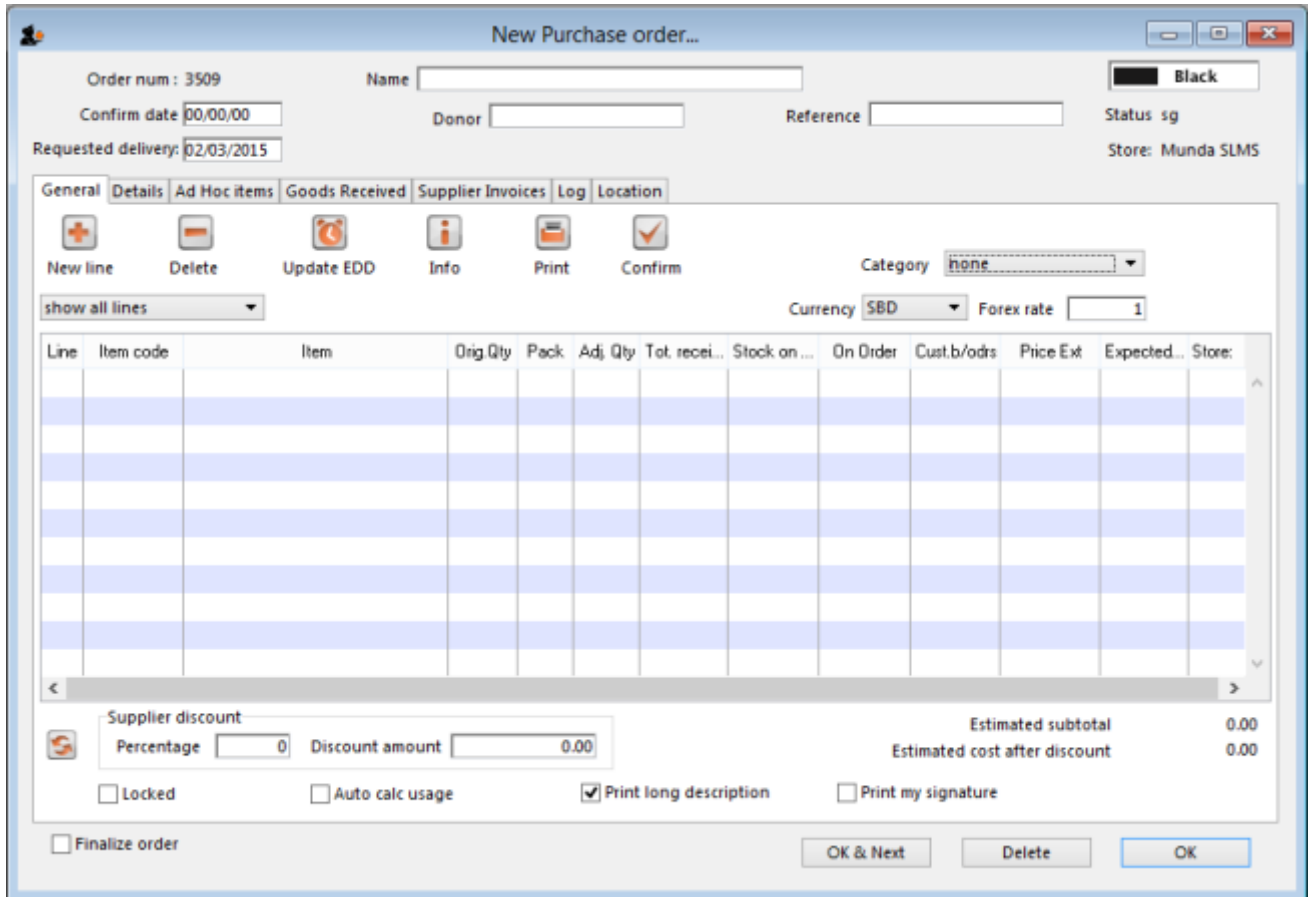 New Purchase order...
Order num : 3509 Name Black
Confirm date 00/00/00 Donor Reference Status sg
Requested delivery: 02/03/2015 Store: Munda SLMS
General Details Ad Hoc items Goods Received Supplier Invoices Log Location
New line Delete Update EDD Info Print Confirm Category none
show all lines Currency SBD Forex rate 1
Line Item code Item Orig.Qty Pack Adj. Qty Tot. recei... Stock on ... On Order Cust.b/odrs Price Ext Expected... Store:
Supplier discount Estimated subtotal 0.00
Percentage 0 Discount amount 0.00 Estimated cost after discount 0.00
Locked Auto calc usage Print long description Print my signature
Finalize order OK & Next Delete OK